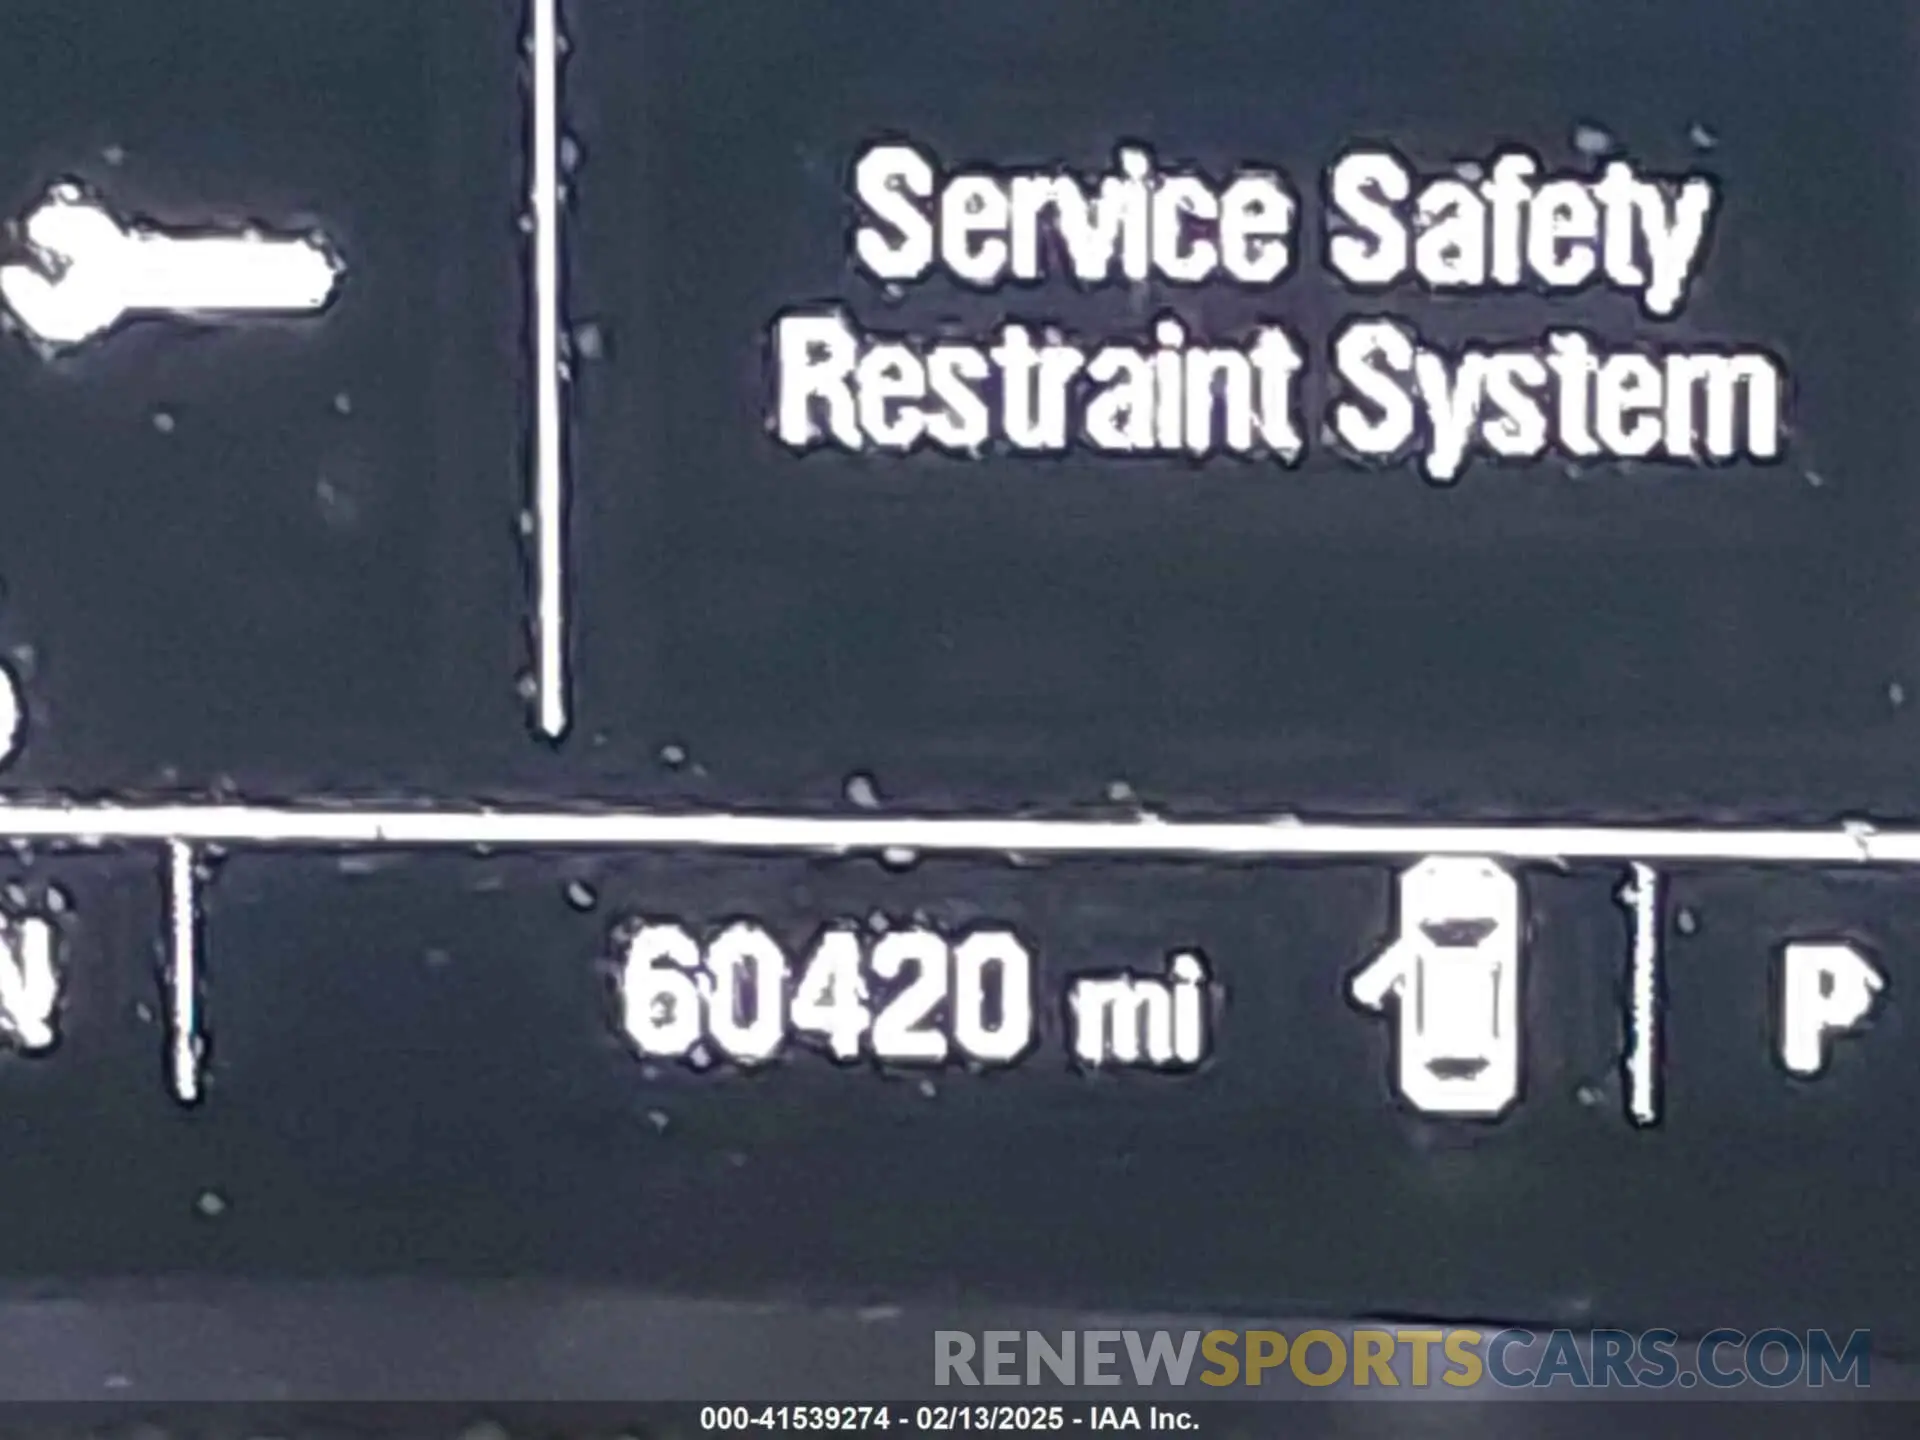 Service Safety
Restraint System
N
60420 mi
P
RENEWSPORTSCARS.COM
000-41539274 - 02/13/2025 - IAA Inc.